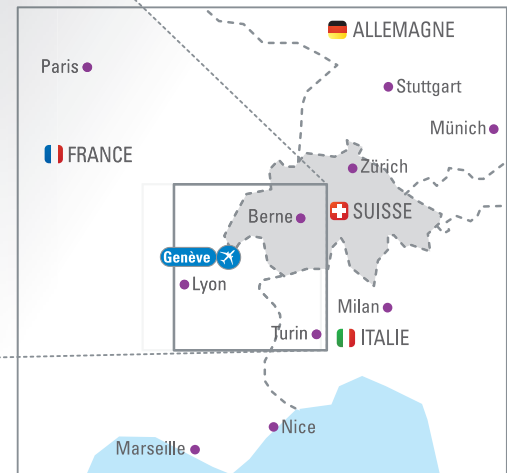 ALLEMAGNE
Paris
Stuttgart
Münich
FRANCE
Zürich
Berne
SUISSE
Genève
Lyon
Milan
Turin
ITALIE
Nice
Marseille